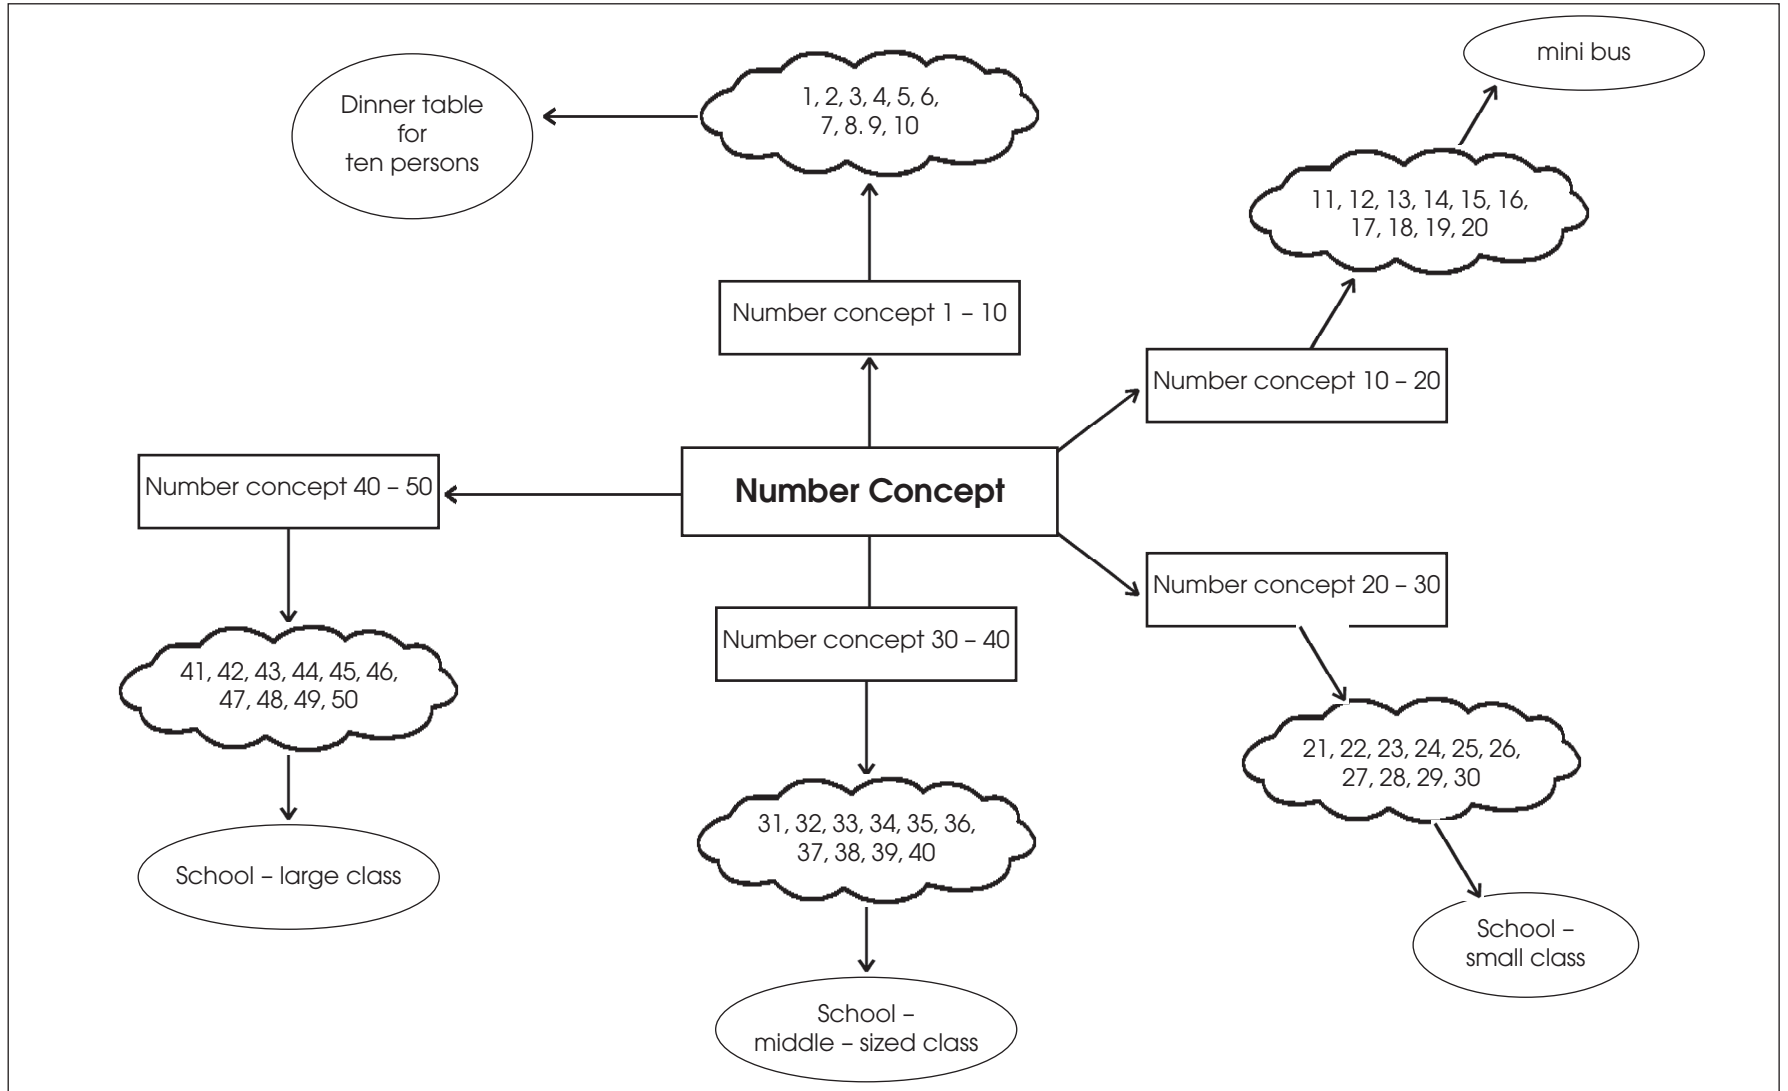 mini bus
Dinner table
for
ten persons
1, 2, 3, 4, 5, 6,
7, 8. 9, 10
11, 12, 13, 14, 15, 16,
17, 18, 19, 20
Number concept 1 – 10
Number concept 10 – 20
Number concept 40 – 50
Number Concept
Number concept 20 – 30
Number concept 30 – 40
41, 42, 43, 44, 45, 46,
47, 48, 49, 50
21, 22, 23, 24, 25, 26,
27, 28, 29, 30
31, 32, 33, 34, 35, 36,
37, 38, 39, 40
School – large class
School –
small class
School –
middle – sized class